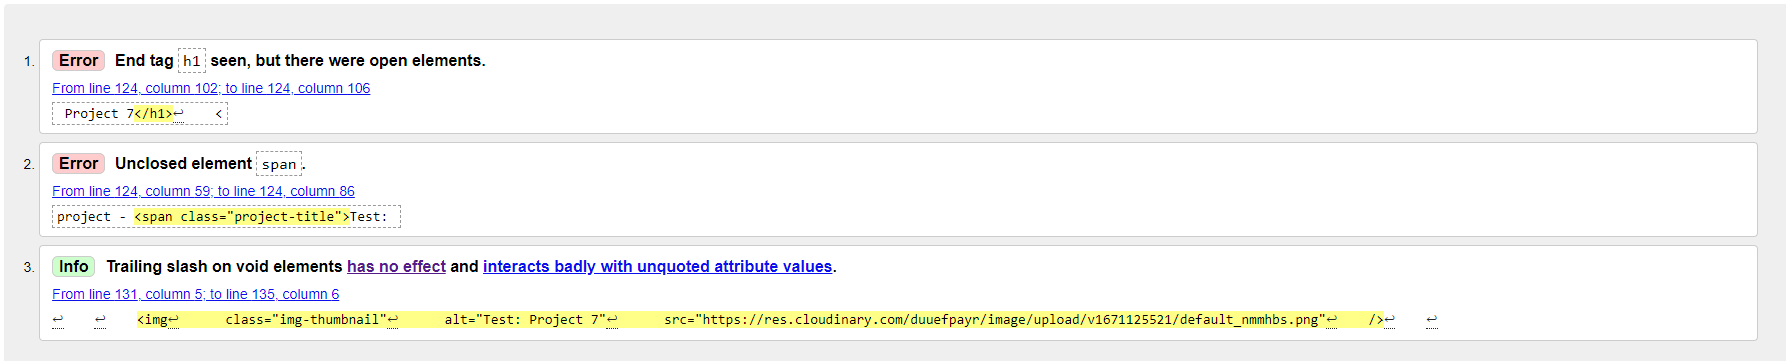 1. Error End tag h1 seen, but there were open elements.
From line 124, column 102; to line 124, column 106
Project 7</h1>↩ <
2. Error Unclosed element span.
From line 124, column 59; to line 124, column 86
project - <span class="project-title">Test:
3. Info Trailing slash on void elements has no effect and interacts badly with unquoted attribute values.
From line 131, column 5; to line 135, column 6
↩ ↩ <img↩ class="img-thumbnail"↩ alt="Test: Project 7"↩ src="https://res.cloudinary.com/duuefpayr/image/upload/v1671125521/default_nmmhbs.png"↩ />↩ ↩